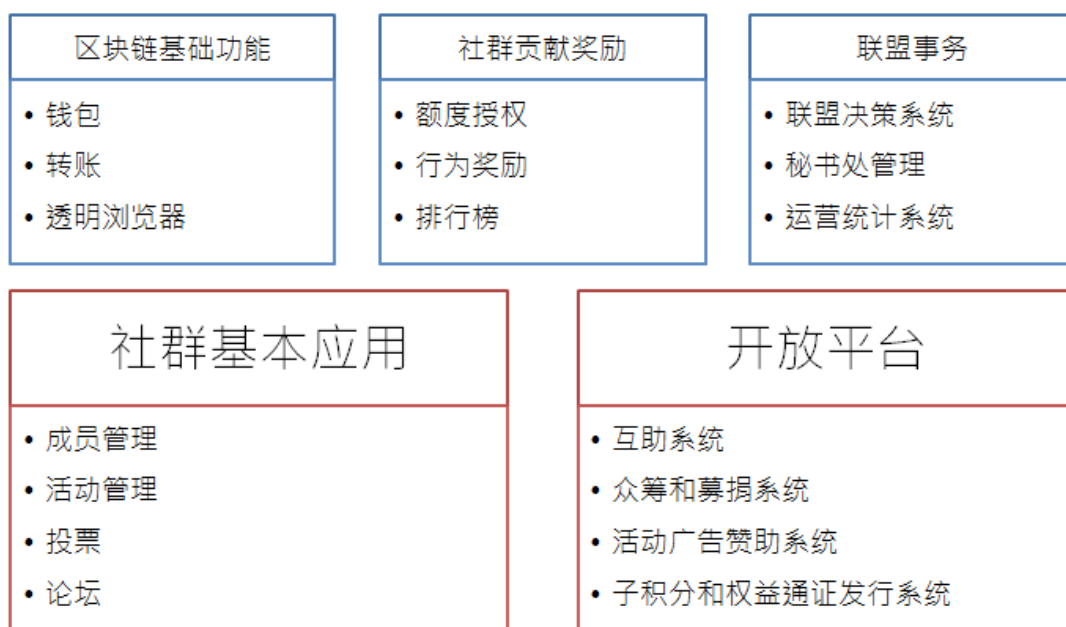 区块链基础功能
• 钱包
• 转账
• 透明浏览器
社群贡献奖励
• 额度授权
• 行为奖励
• 排行榜
联盟事务
• 联盟决策系统
• 秘书处管理
• 运营统计系统
社群基本应用
• 成员管理
• 活动管理
• 投票
• 论坛
开放平台
• 互助系统
• 众筹和募捐系统
• 活动广告赞助系统
• 子积分和权益通证发行系统